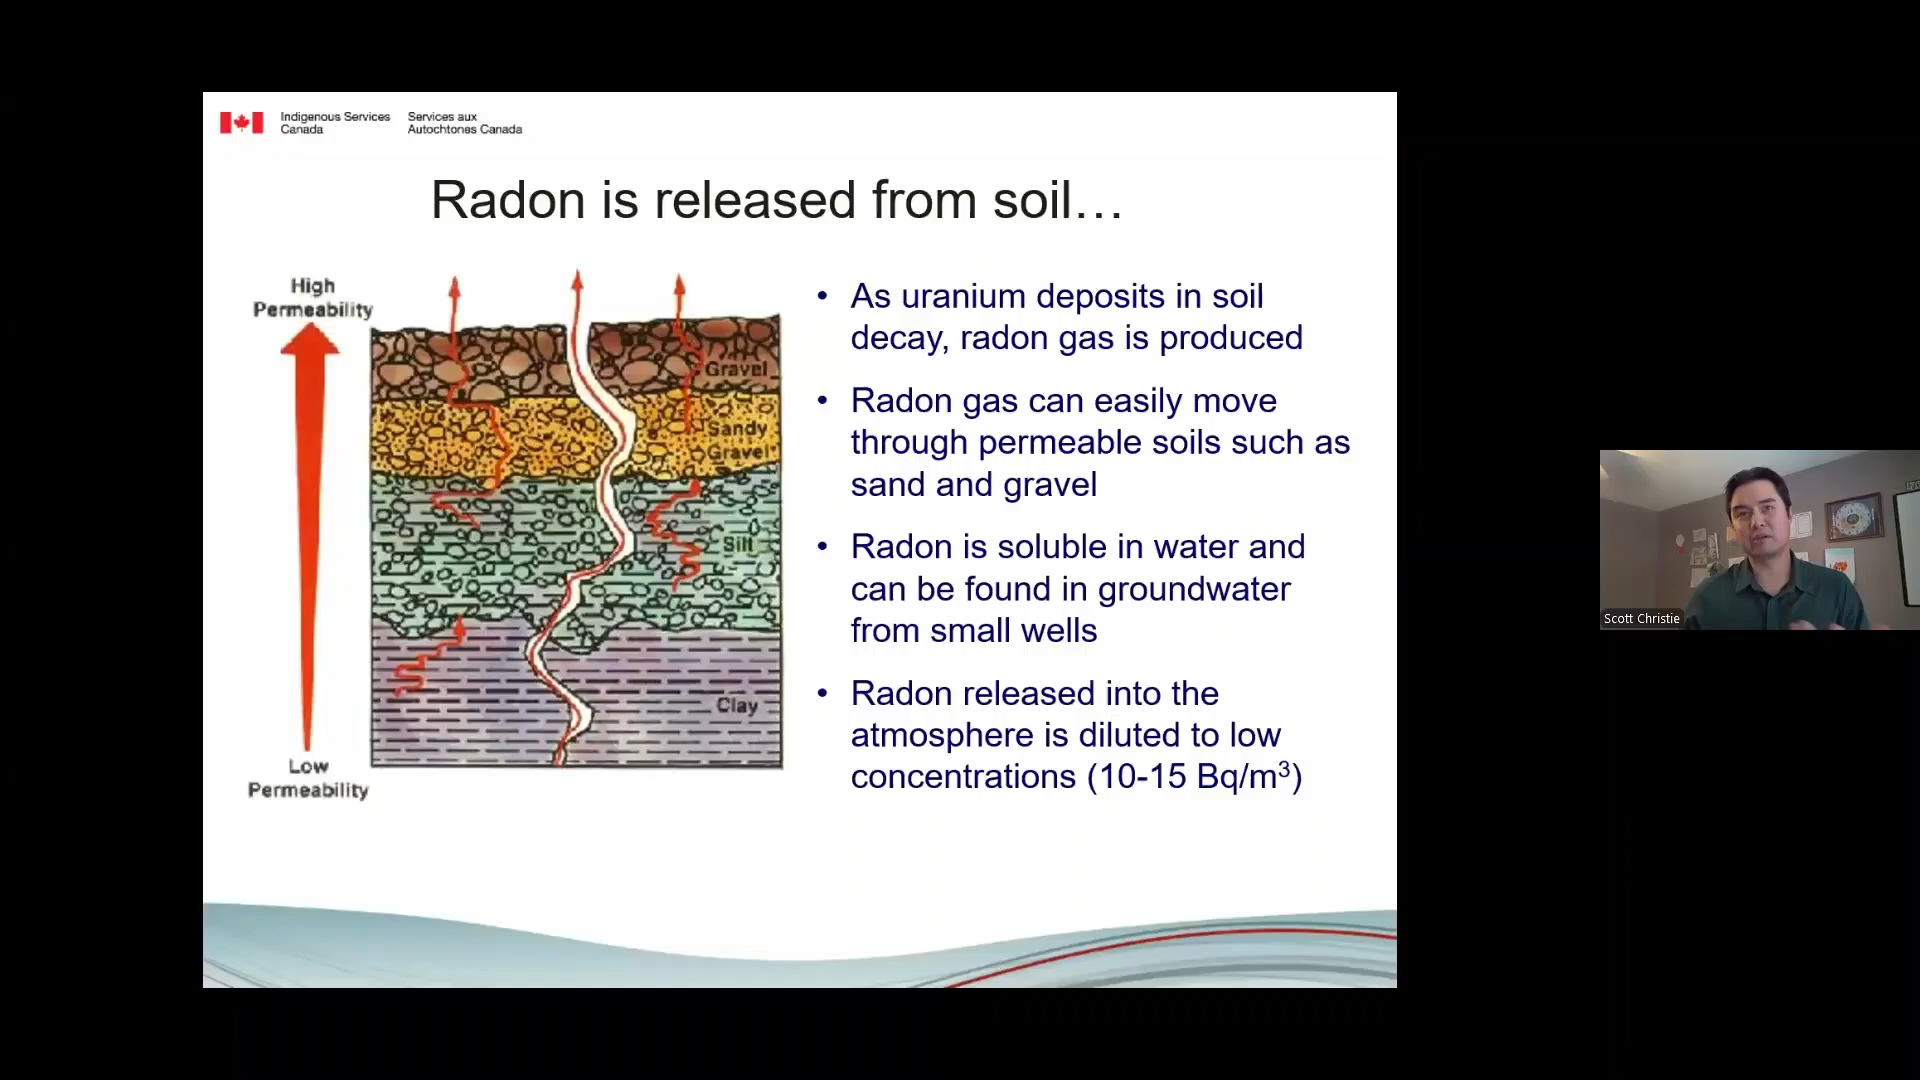 Indigenous Services
Canada
Services aux
Autochtones Canada
Radon is released from soil…
High
Permeability
Gravel
Sandy
Gravel
Silt
Clay
Low
Permeability
• As uranium deposits in soil
decay, radon gas is produced
• Radon gas can easily move
through permeable soils such as
sand and gravel
• Radon is soluble in water and
can be found in groundwater
from small wells
• Radon released into the
atmosphere is diluted to low
concentrations (10-15 Bq/m³)
Scott Christie